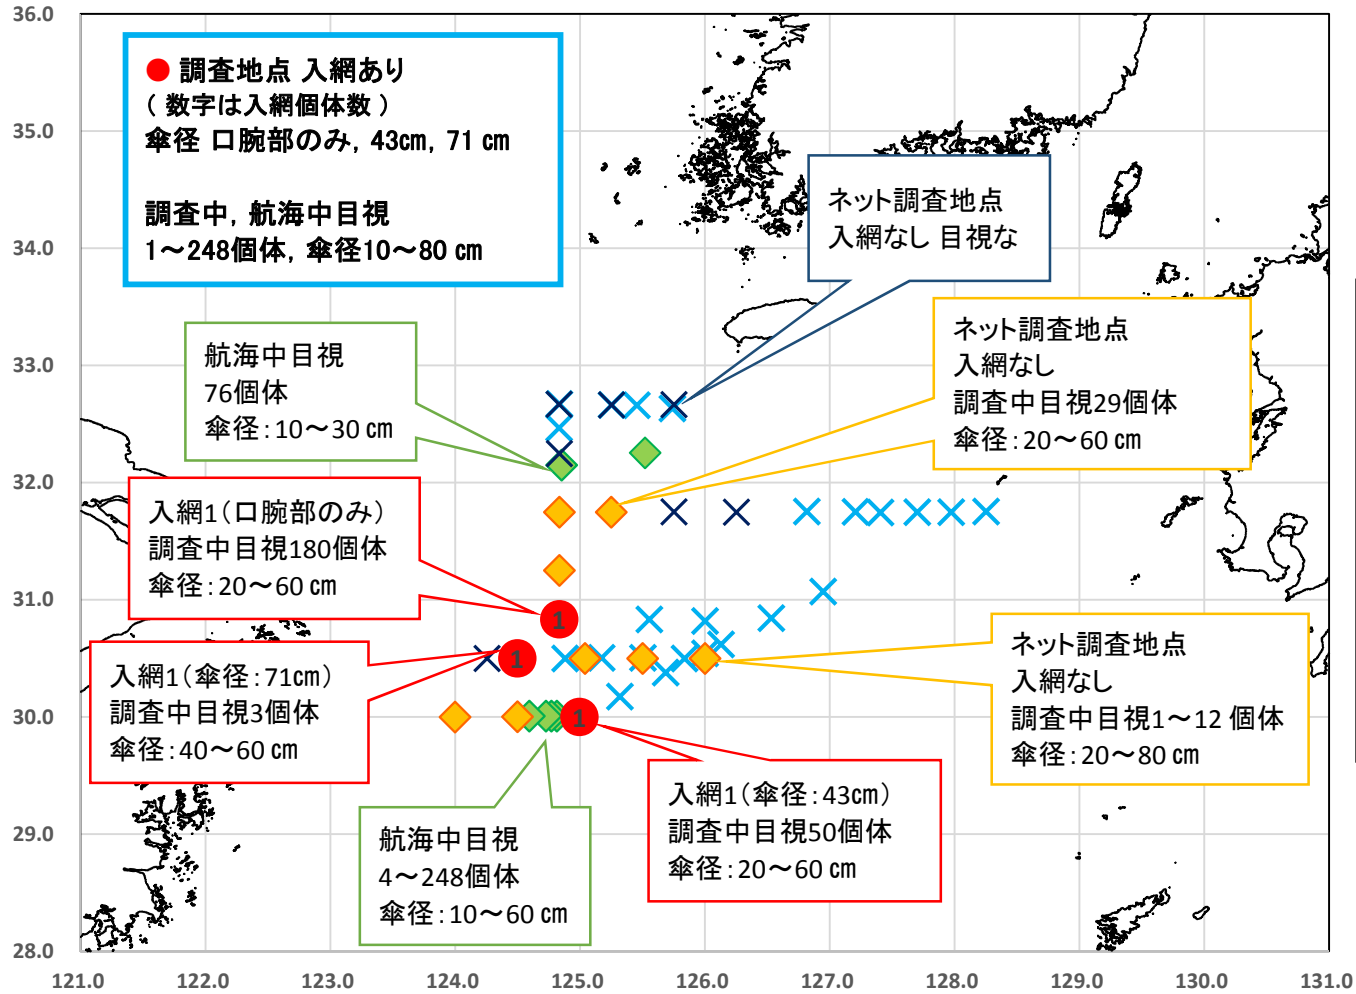 36.0
35.0
34.0
33.0
32.0
31.0
30.0
29.0
28.0
121.0
122.0
123.0
124.0
125.0
126.0
127.0
128.0
129.0
130.0
131.0
調査地点 入網あり
（ 数字は入網個体数 ）
傘径 口腕部のみ, 43cm, 71 cm
調査中, 航海中目視
1～248個体, 傘径10～80 cm
ネット調査地点
入網なし 目視な
航海中目視
76個体
傘径：10～30 cm
ネット調査地点
入網なし
調査中目視29個体
傘径：20～60 cm
入網1（口腕部のみ）
調査中目視180個体
傘径：20～60 cm
1
入網1（傘径：71cm）
調査中目視3個体
傘径：40～60 cm
1
ネット調査地点
入網なし
調査中目視1～12 個体
傘径：20～80 cm
1
航海中目視
4～248個体
傘径：10～60 cm
入網1（傘径：43cm）
調査中目視50個体
傘径：20～60 cm